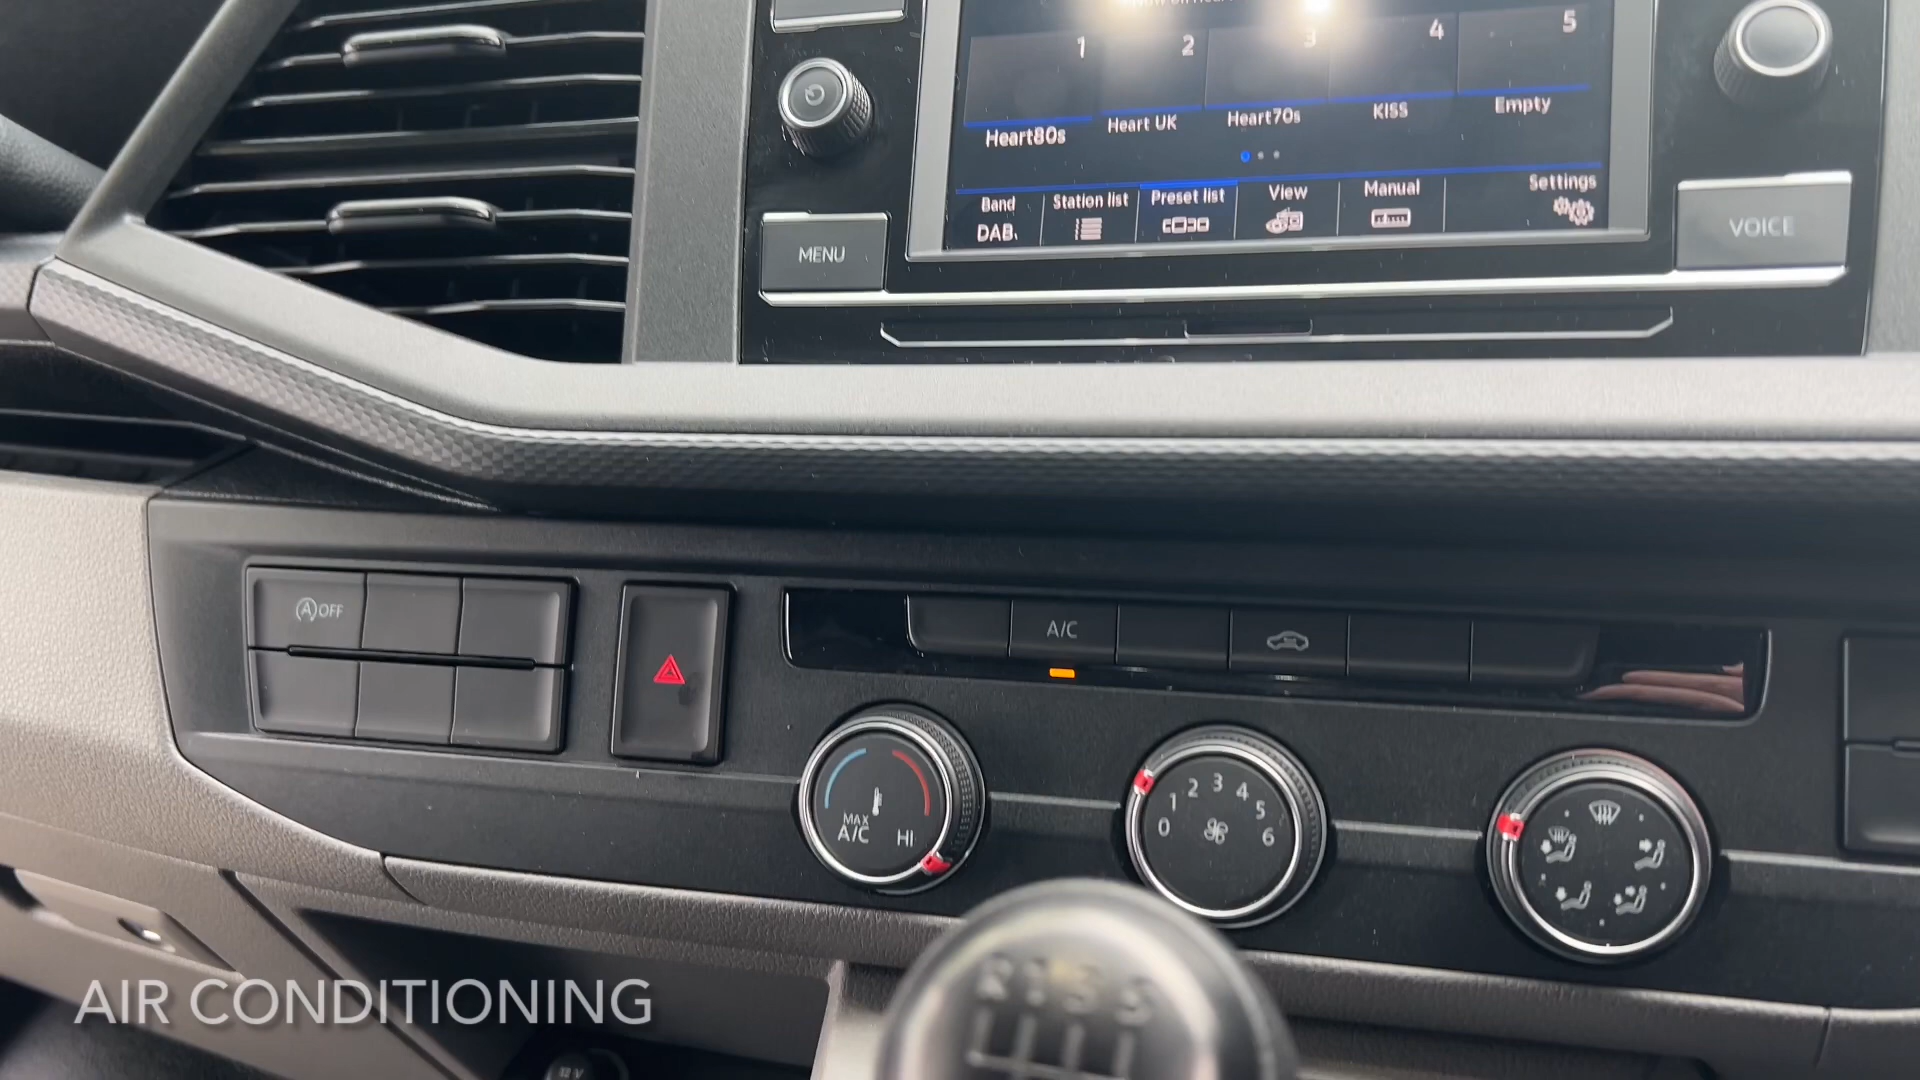 1 2 3 4 5
Heart80s Heart UK Heart70s KISS Empty
Band Station list Preset list View Manual Settings
DAB
MENU VOICE
A OFF
A/C
MAX
A/C HI
0 1 2 3 4 5 6
AIR CONDITIONING
12 V